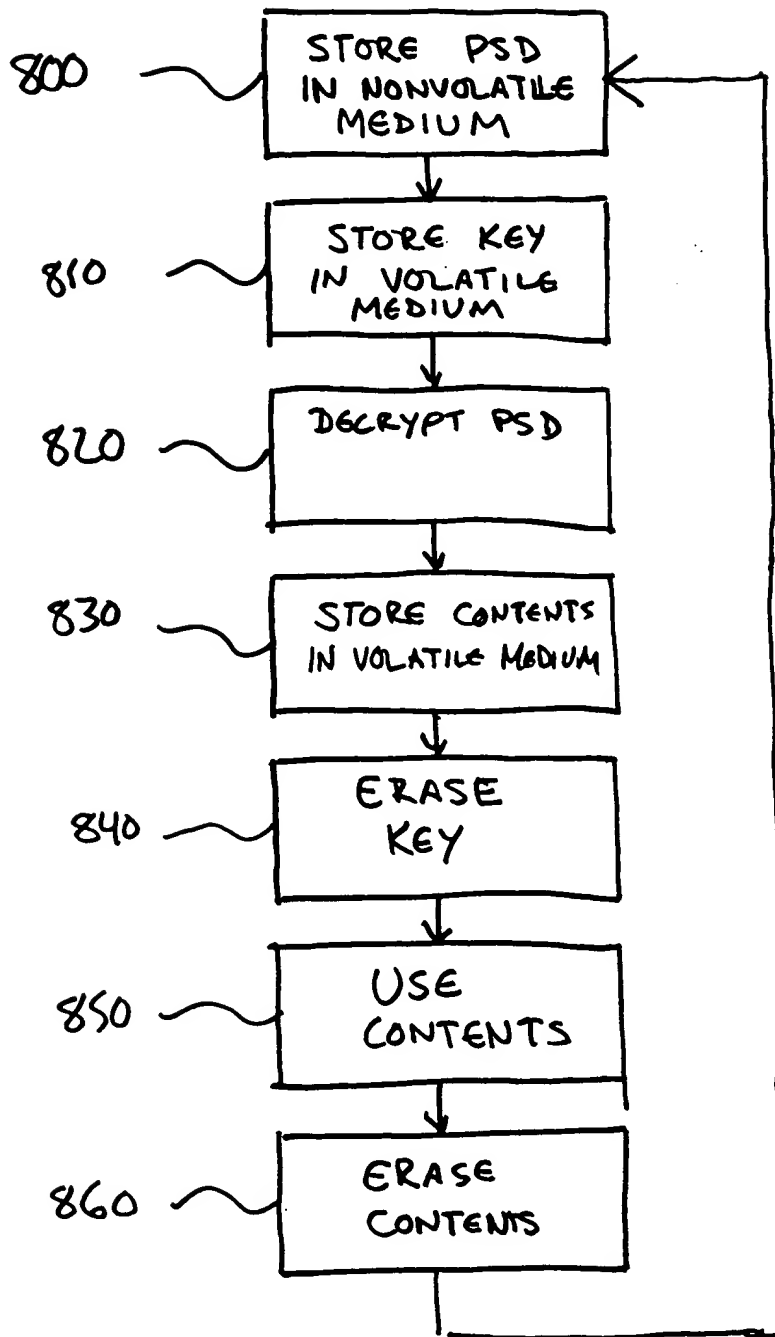 800
STORE PSD
IN NONVOLATILE
MEDIUM
810
STORE KEY
IN VOLATILE
MEDIUM
820
DECRYPT PSD
830
STORE CONTENTS
IN VOLATILE MEDIUM
840
ERASE
KEY
850
USE
CONTENTS
860
ERASE
CONTENTS